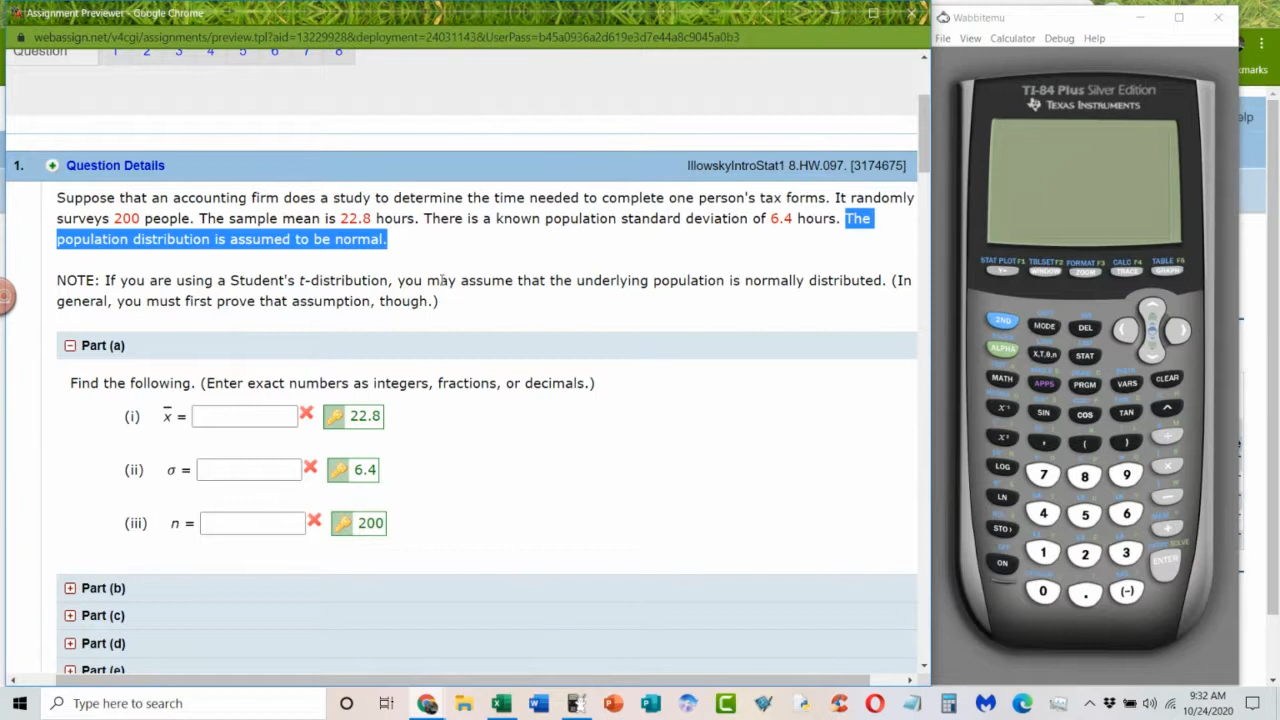 Assignment Previewer - Google Chrome
webassign.net/v4cgi/assignments/preview.tpl?aid=13229928&deployment=24031143&UserPass=b45a0936a2d619e3d7e44a8c9045a0b3
Question 1 2 3 4 5 6 7 8
1. Question Details IllowskyIntroStat1 8.HW.097. [3174675]
Suppose that an accounting firm does a study to determine the time needed to complete one person's tax forms. It randomly
surveys 200 people. The sample mean is 22.8 hours. There is a known population standard deviation of 6.4 hours. The
population distribution is assumed to be normal.
NOTE: If you are using a Student's t-distribution, you may assume that the underlying population is normally distributed. (In
general, you must first prove that assumption, though.)
Part (a)
Find the following. (Enter exact numbers as integers, fractions, or decimals.)
(i) x̄ = 22.8
(ii) σ = 6.4
(iii) n = 200
Part (b)
Part (c)
Part (d)
Part (e)
Wabbitemu
File View Calculator Debug Help
TI-84 Plus Silver Edition
TEXAS INSTRUMENTS
STAT PLOT F1 TBLSET F2 FORMAT F3 CALC F4 TABLE F5
Y= WINDOW ZOOM TRACE GRAPH
2ND MODE DEL
ALPHA X,T,θ,n STAT
MATH APPS PRGM VARS CLEAR
X⁻¹ SIN COS TAN ^
X² , ( ) ÷
LOG 7 8 9 ×
LN 4 5 6 −
STO› 1 2 3 +
ON 0 . (−) ENTER
kmarks
elp
Type here to search
9:32 AM
10/24/2020